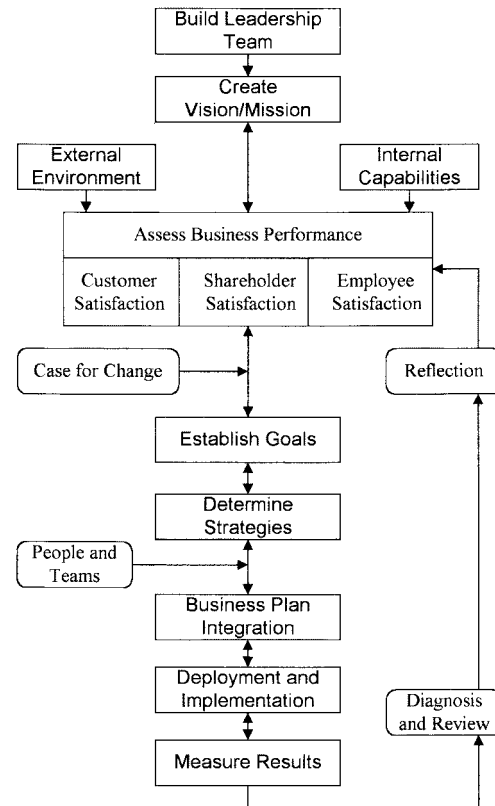 Build Leadership
Team
Create
Vision/Mission
External
Environment
Internal
Capabilities
Assess Business Performance
Customer
Satisfaction
Shareholder
Satisfaction
Employee
Satisfaction
Case for Change
Reflection
Establish Goals
Determine
Strategies
People and
Teams
Business Plan
Integration
Deployment and
Implementation
Diagnosis
and Review
Measure Results